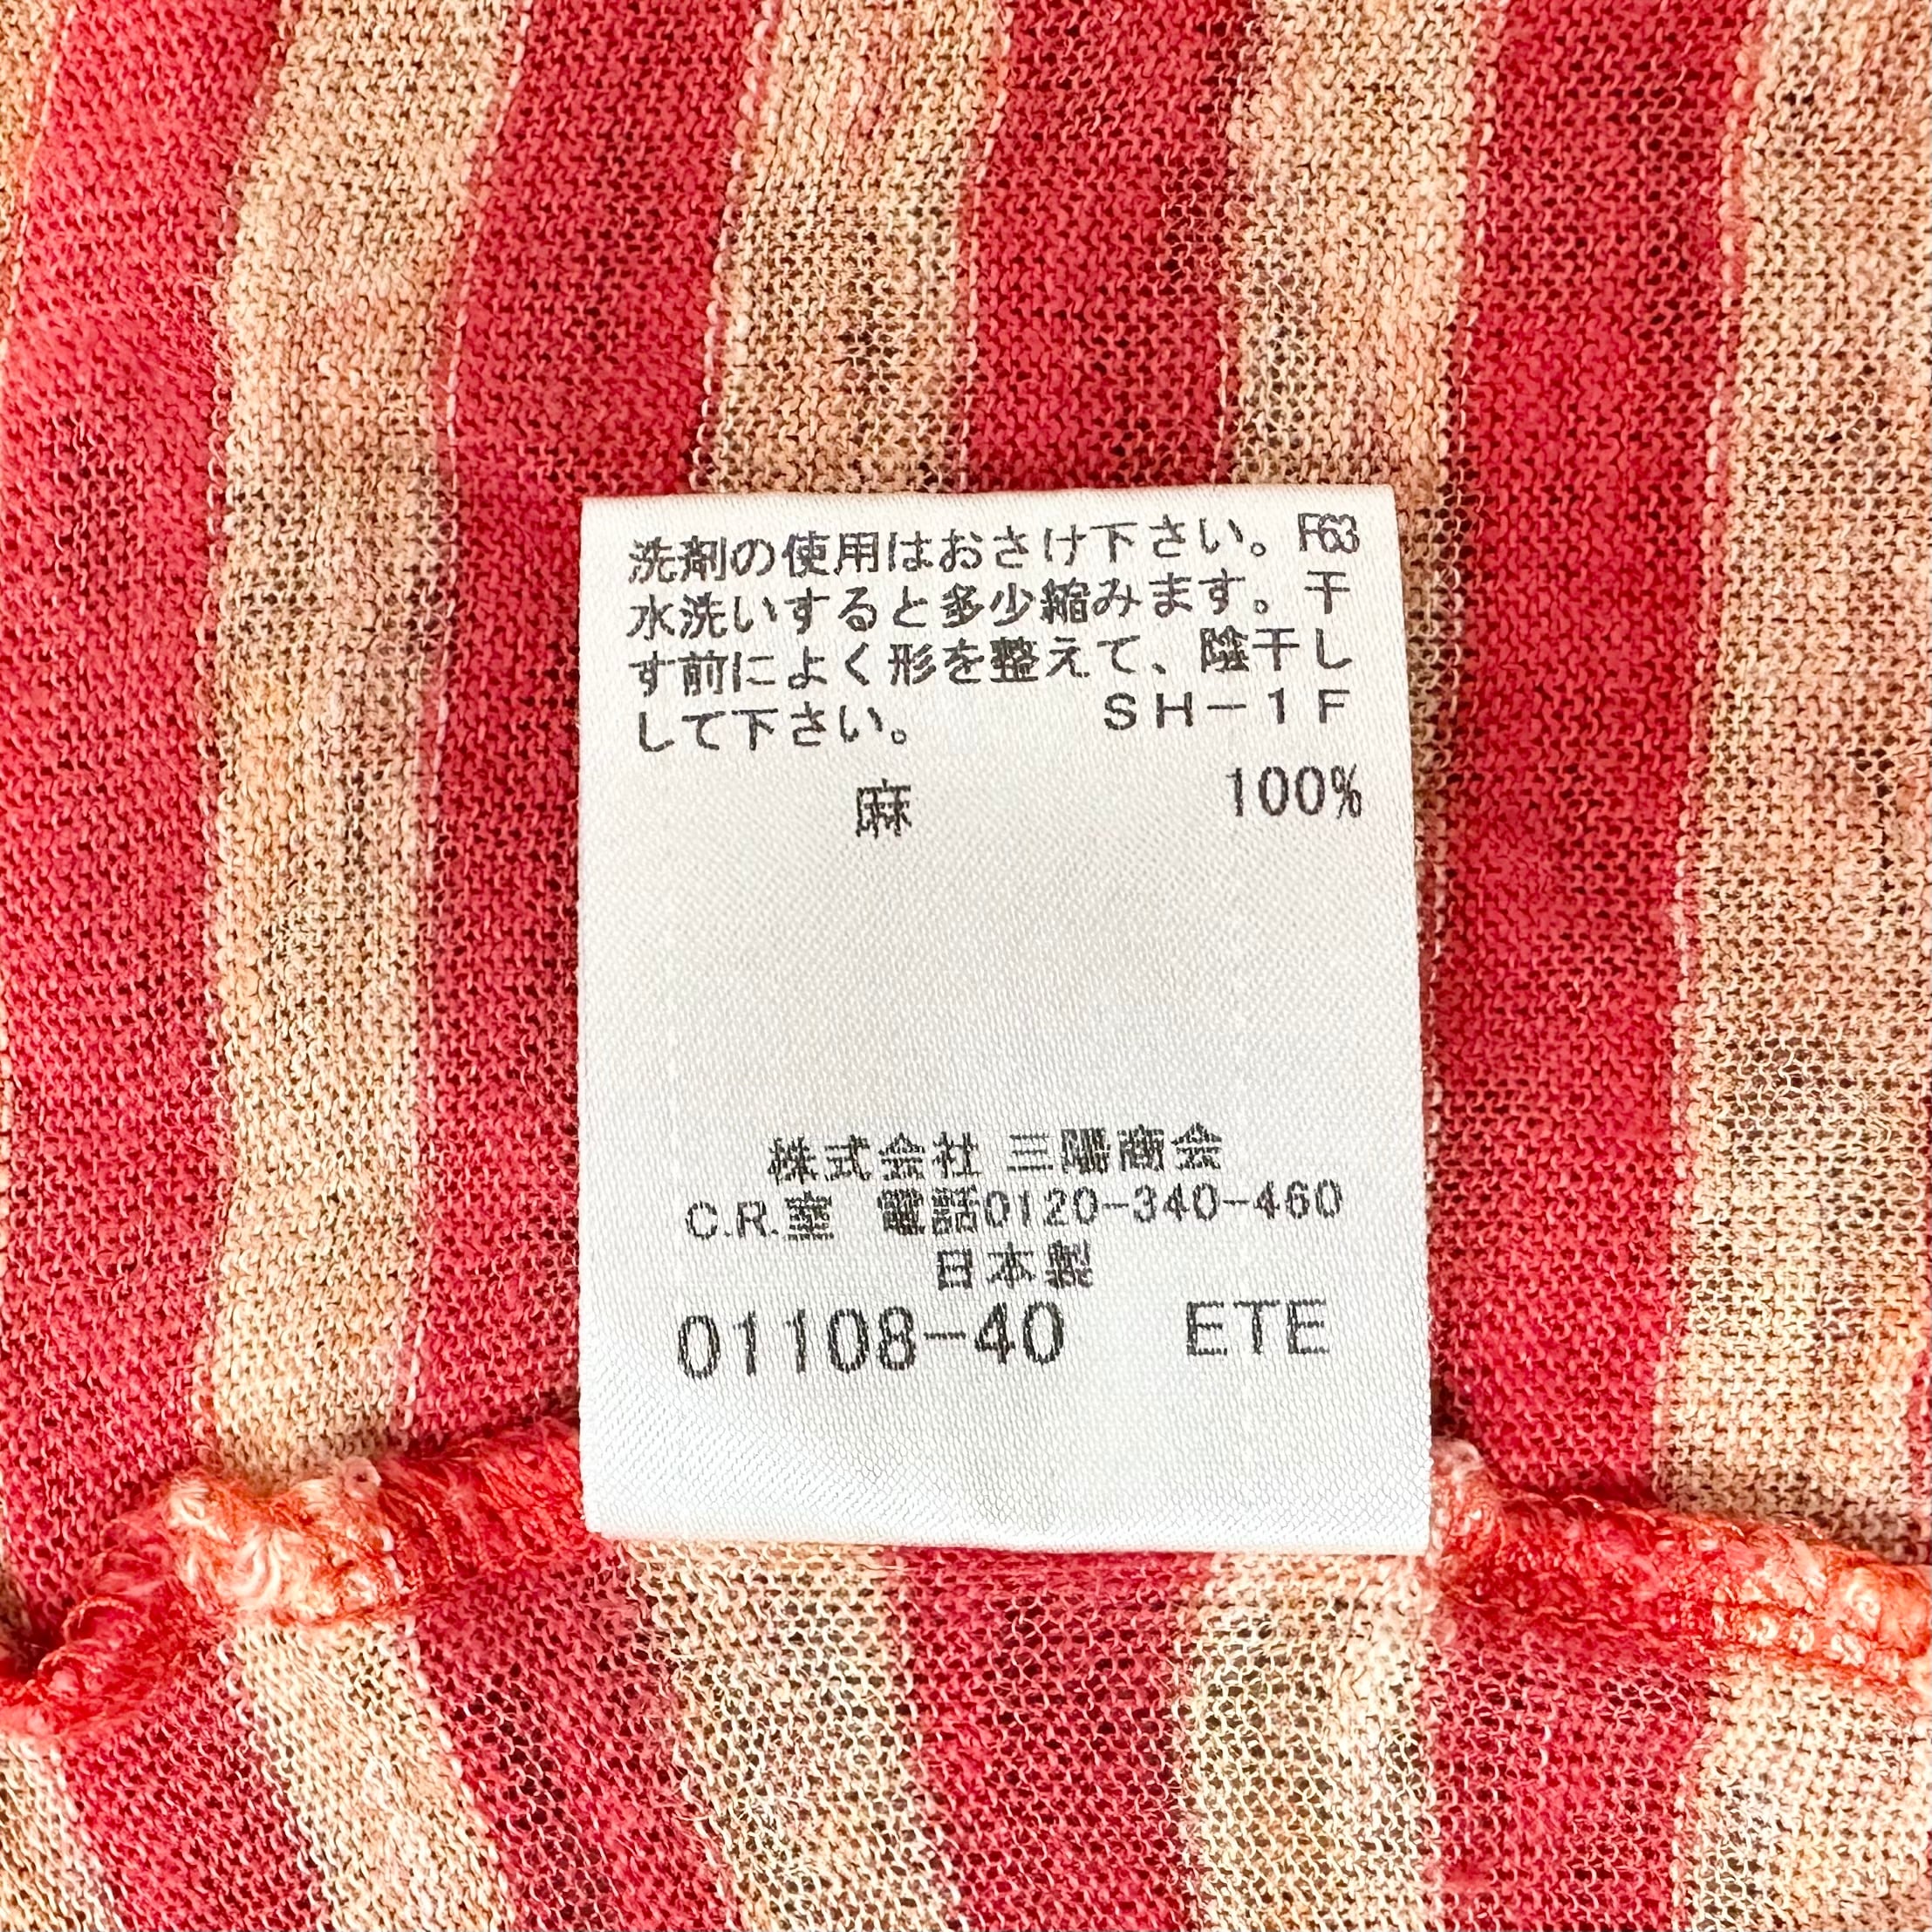 洗剤の使用はおさけ下さい。F63
水洗いすると多少縮みます。干
す前によく形を整えて、陰干し
して下さい。 SH-1F
麻 100%
株式会社 三陽商会
C.R.室 電話0120-340-460
日本製
01108-40 ETE